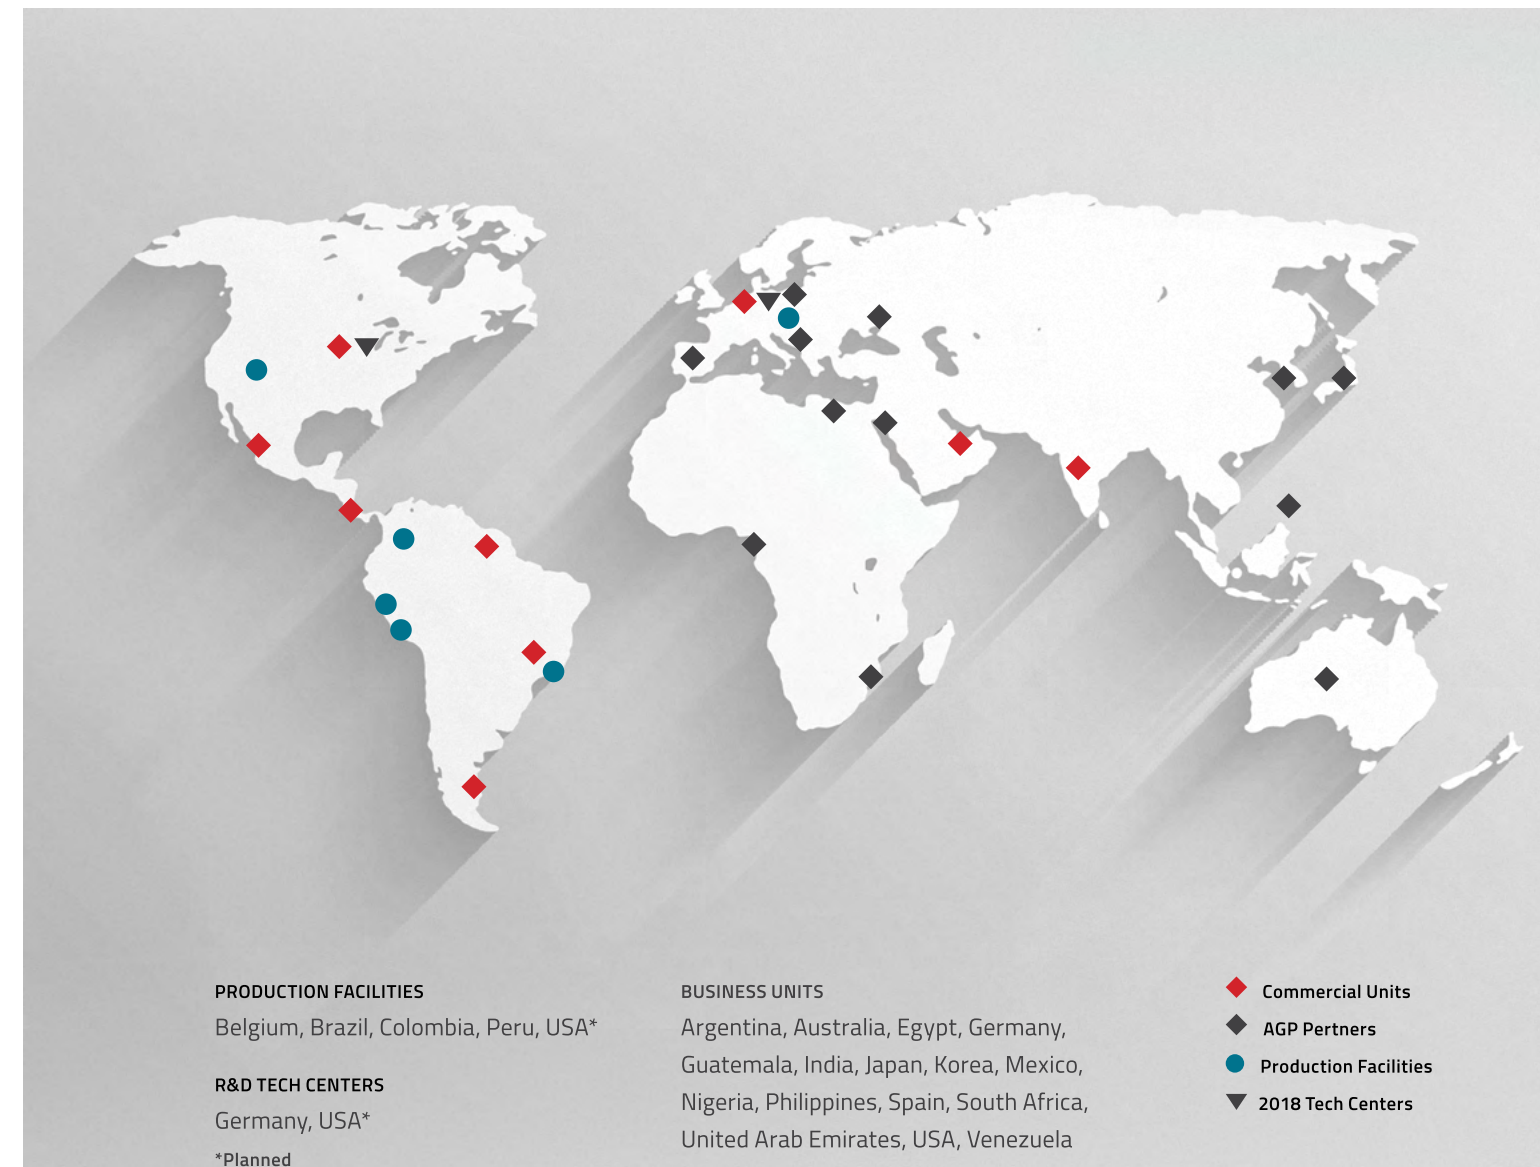 PRODUCTION FACILITIES
Belgium, Brazil, Colombia, Peru, USA*
R&D TECH CENTERS
Germany, USA*
*Planned
BUSINESS UNITS
Argentina, Australia, Egypt, Germany,
Guatemala, India, Japan, Korea, Mexico,
Nigeria, Philippines, Spain, South Africa,
United Arab Emirates, USA, Venezuela
Commercial Units
AGP Pertners
Production Facilities
2018 Tech Centers